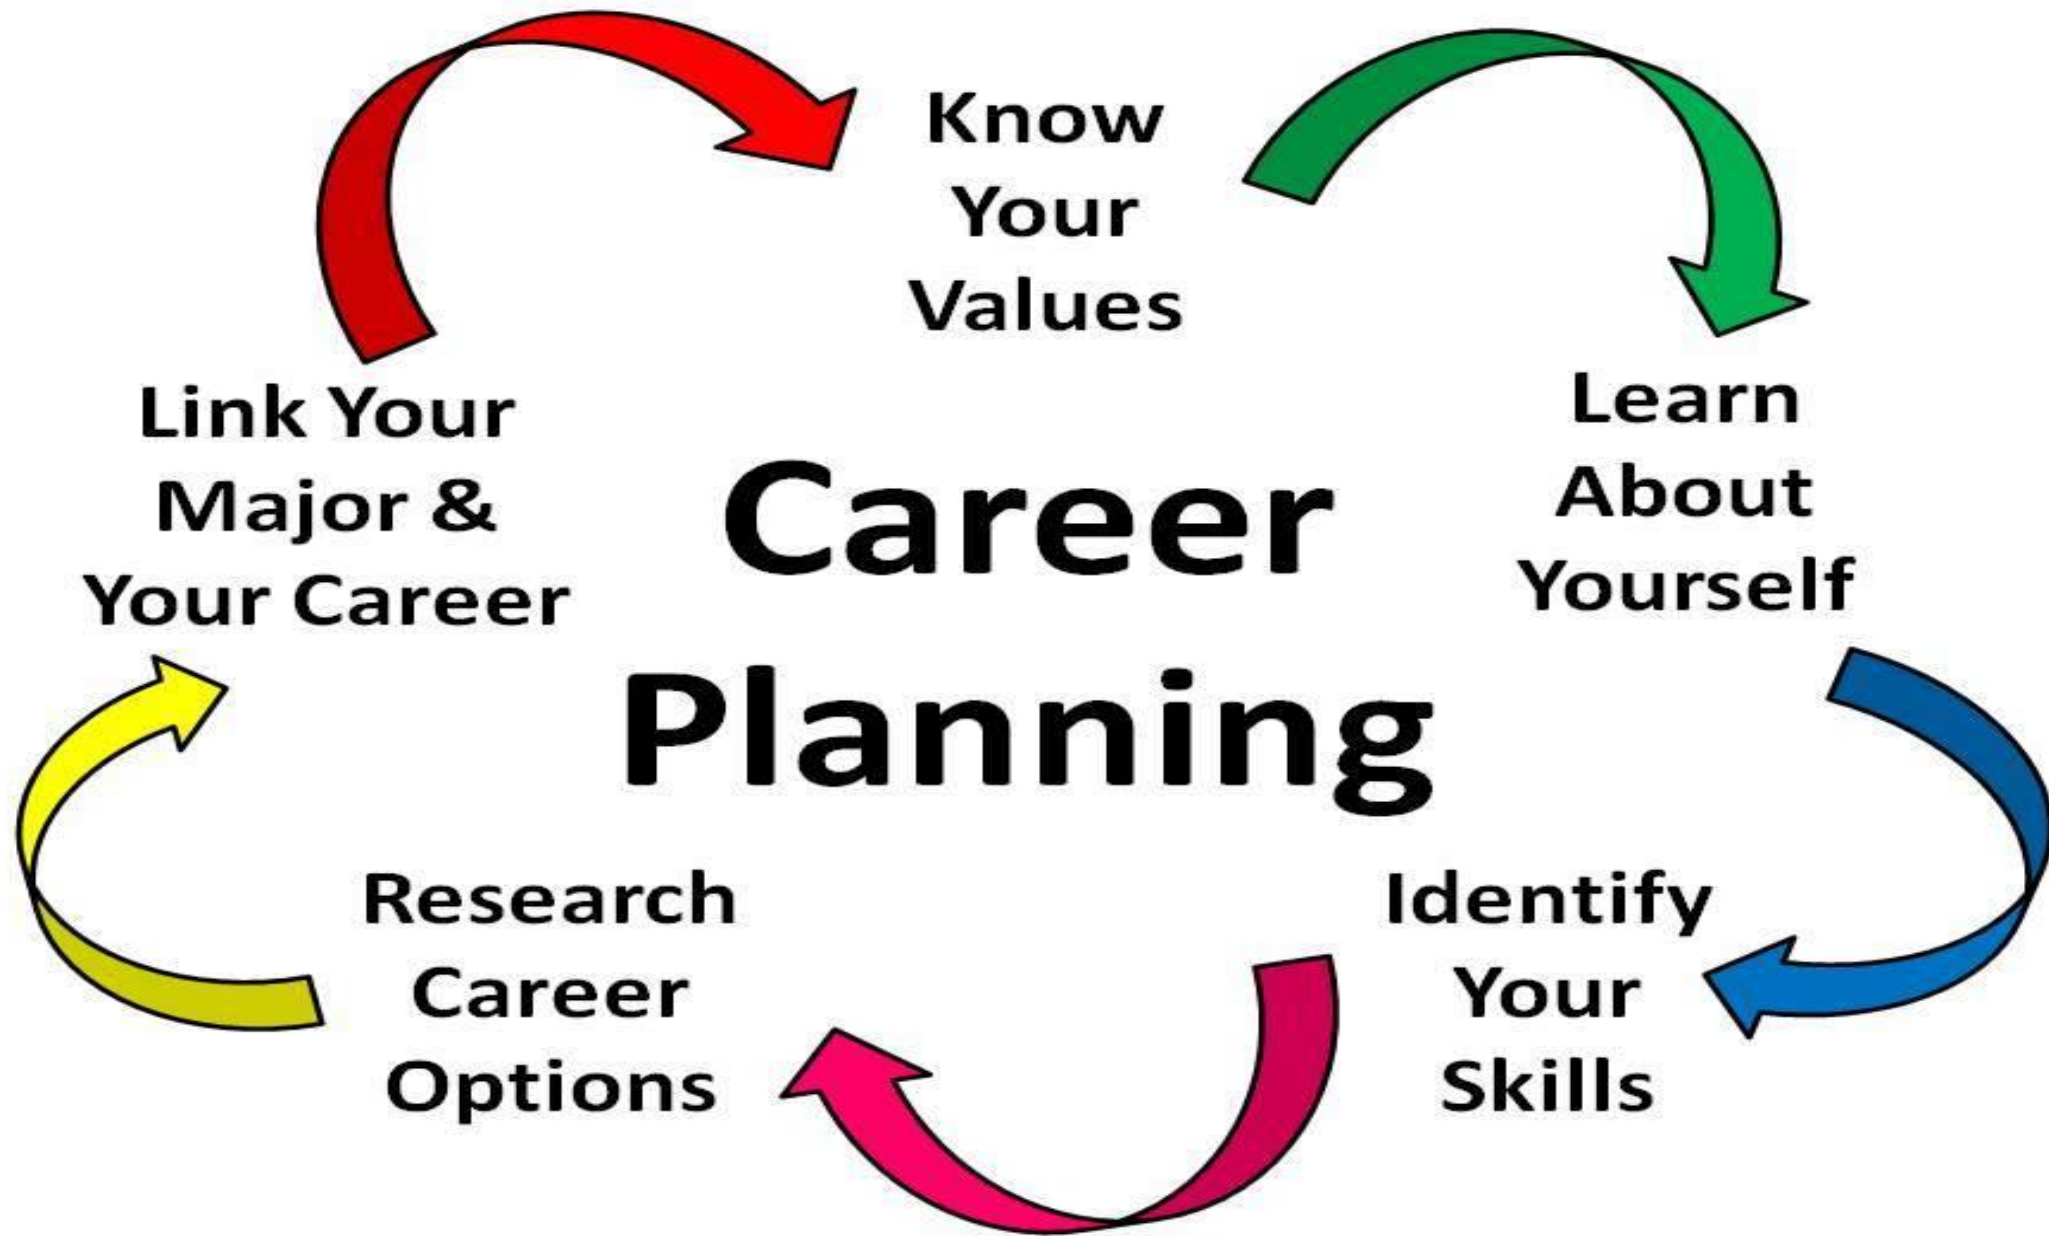 Know
Your
Values
Learn
About
Yourself
Identify
Your
Skills
Research
Career
Options
Link Your
Major &
Your Career
Career
Planning